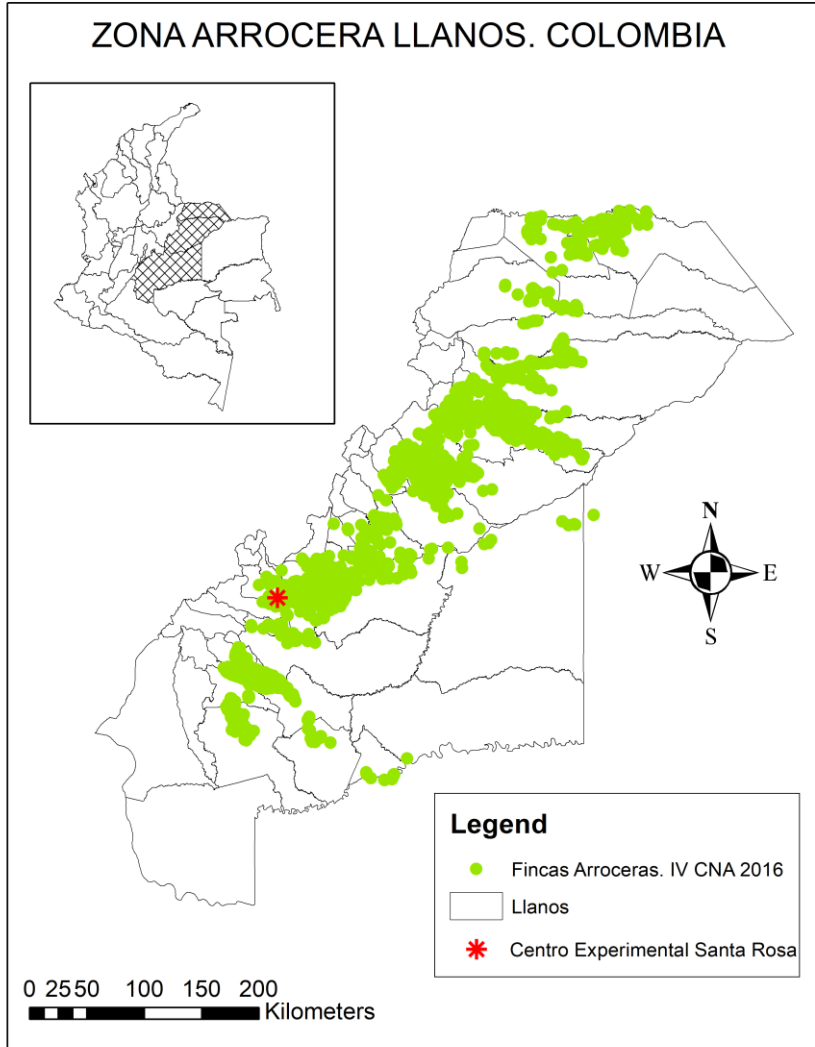 ZONA ARROCERA LLANOS. COLOMBIA
N
W
E
S
Legend
Fincas Arroceras. IV CNA 2016
Llanos
Centro Experimental Santa Rosa
0 25 50 100 150 200
Kilometers